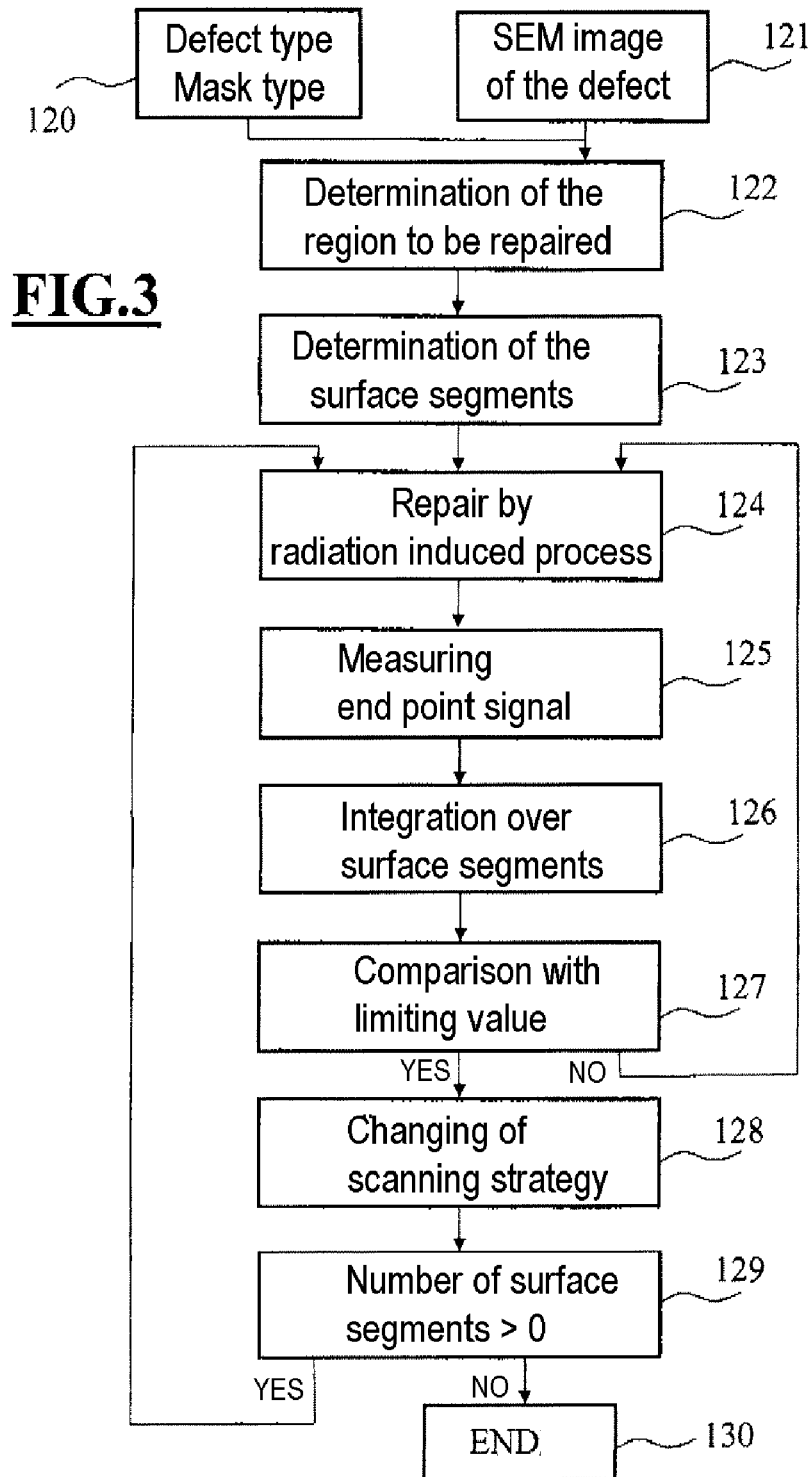 Defect type
Mask type
120
SEM image
of the defect
121
Determination of the
region to be repaired
122
FIG.3
Determination of the
surface segments
123
Repair by
radiation induced process
124
Measuring
end point signal
125
Integration over
surface segments
126
Comparison with
limiting value
127
YES NO
Changing of
scanning strategy
128
Number of surface
segments > 0
129
YES NO
END
130